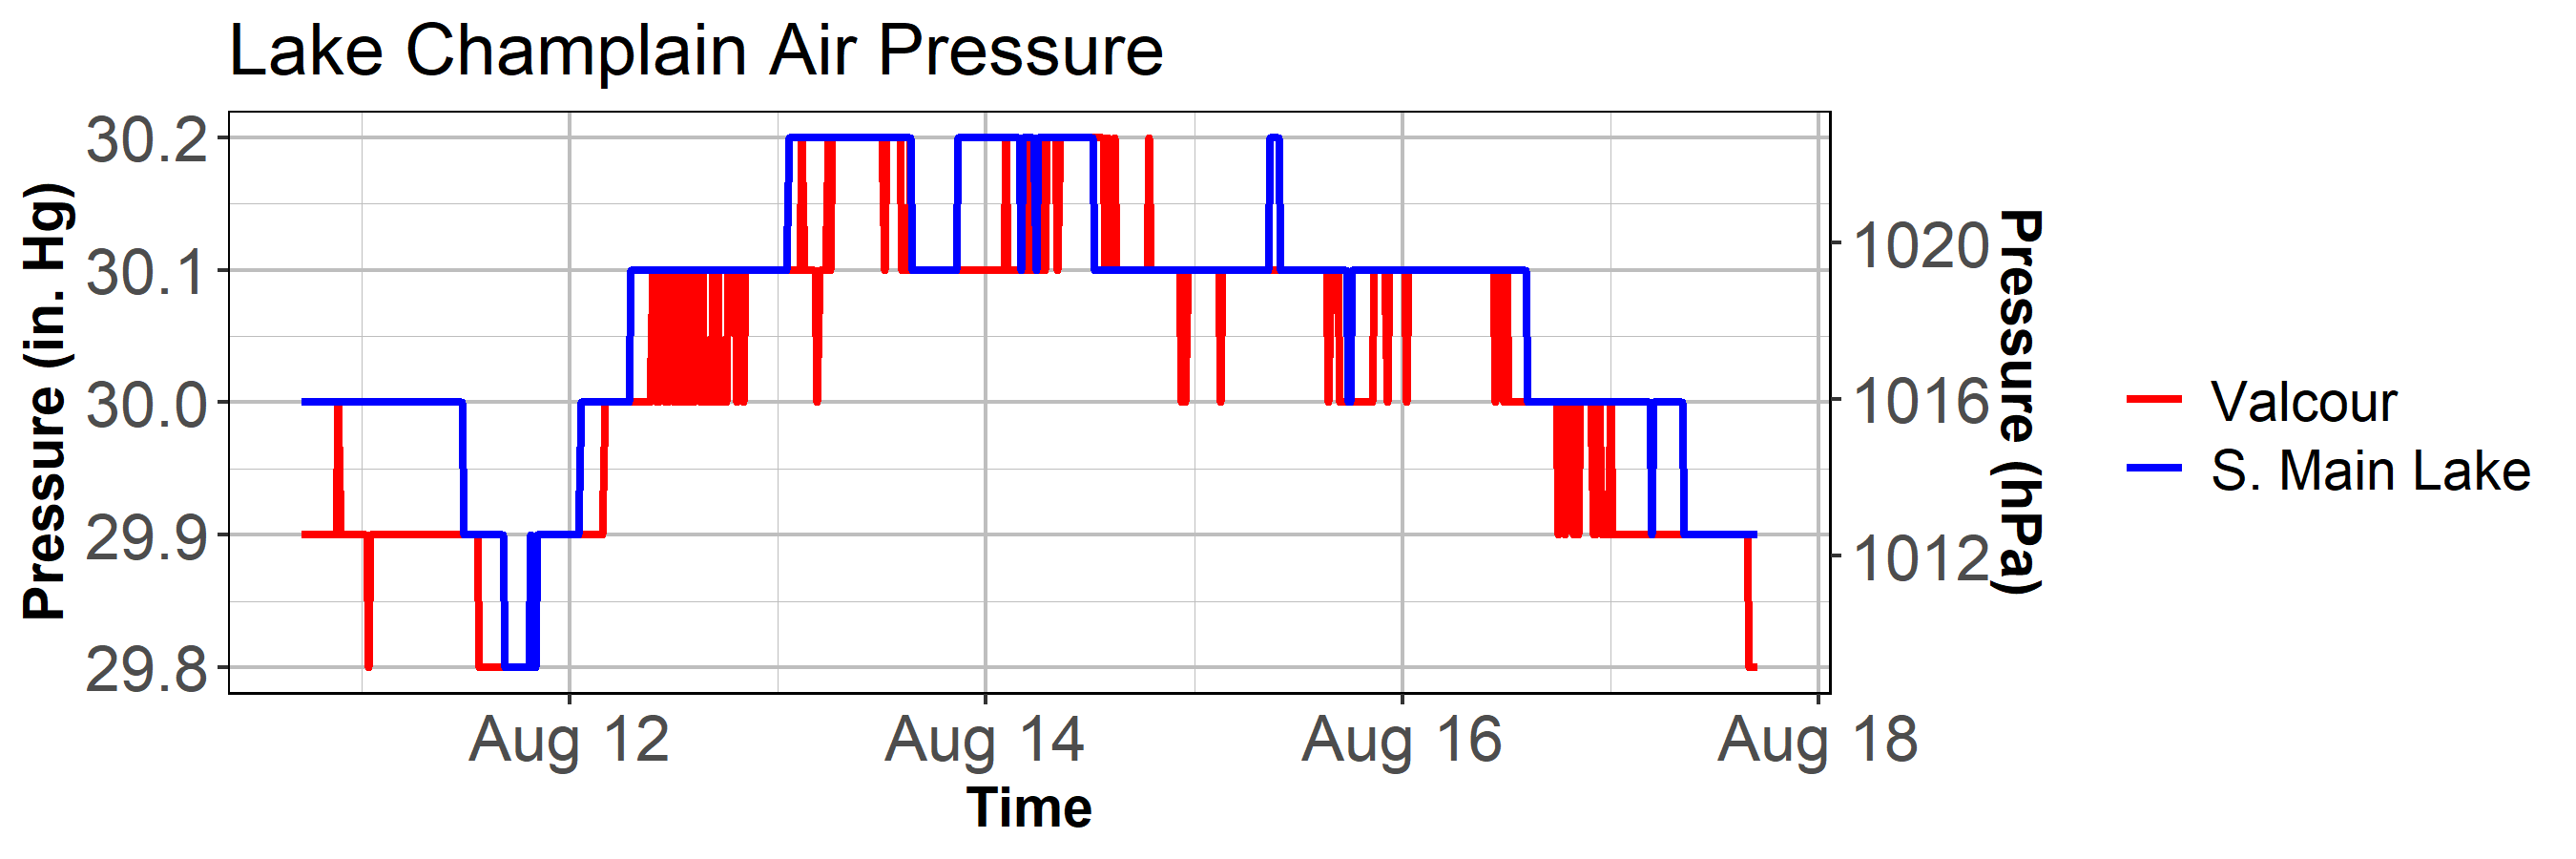 Lake Champlain Air Pressure
Pressure (in. Hg)
30.2
30.1
30.0
29.9
29.8
1020
1016
1012
Pressure (hPa)
Aug 12
Aug 14
Aug 16
Aug 18
Time
Valcour
S. Main Lake